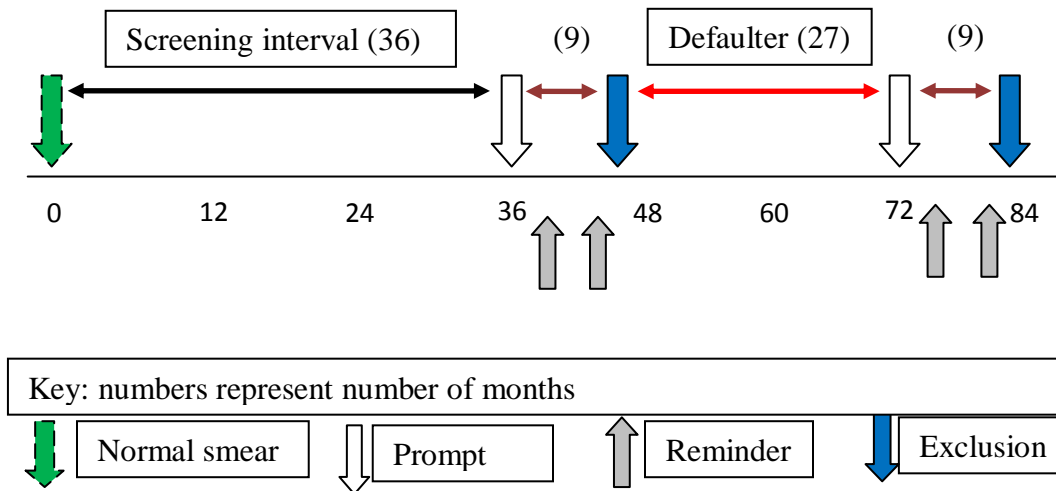 Screening interval (36) (9) Defaulter (27) (9)
0 12 24 36 48 60 72 84
Key: numbers represent number of months
Normal smear Prompt Reminder Exclusion